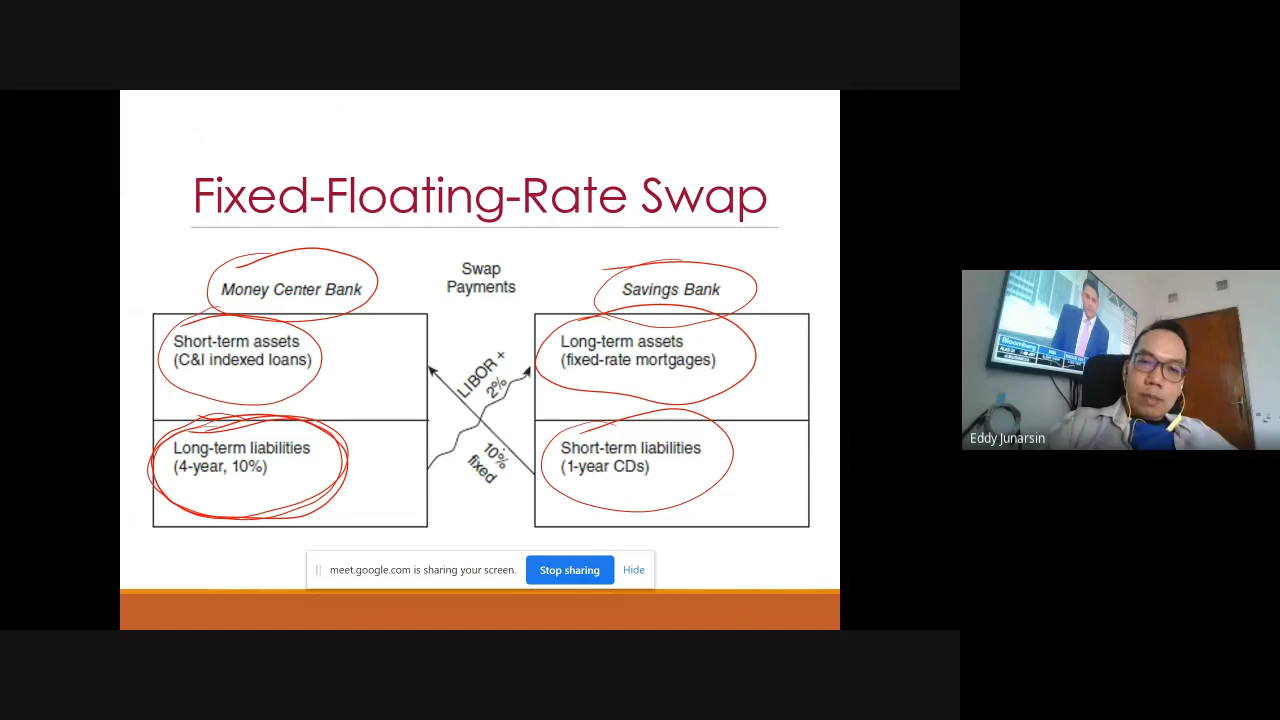 Fixed-Floating-Rate Swap
Money Center Bank
Swap
Payments
Savings Bank
Short-term assets
(C&I indexed loans)
Long-term liabilities
(4-year, 10%)
LIBOR +
2%
10%
fixed
Long-term assets
(fixed-rate mortgages)
Short-term liabilities
(1-year CDs)
meet.google.com is sharing your screen.
Stop sharing
Hide
Bloomberg
Eddy Junarsin